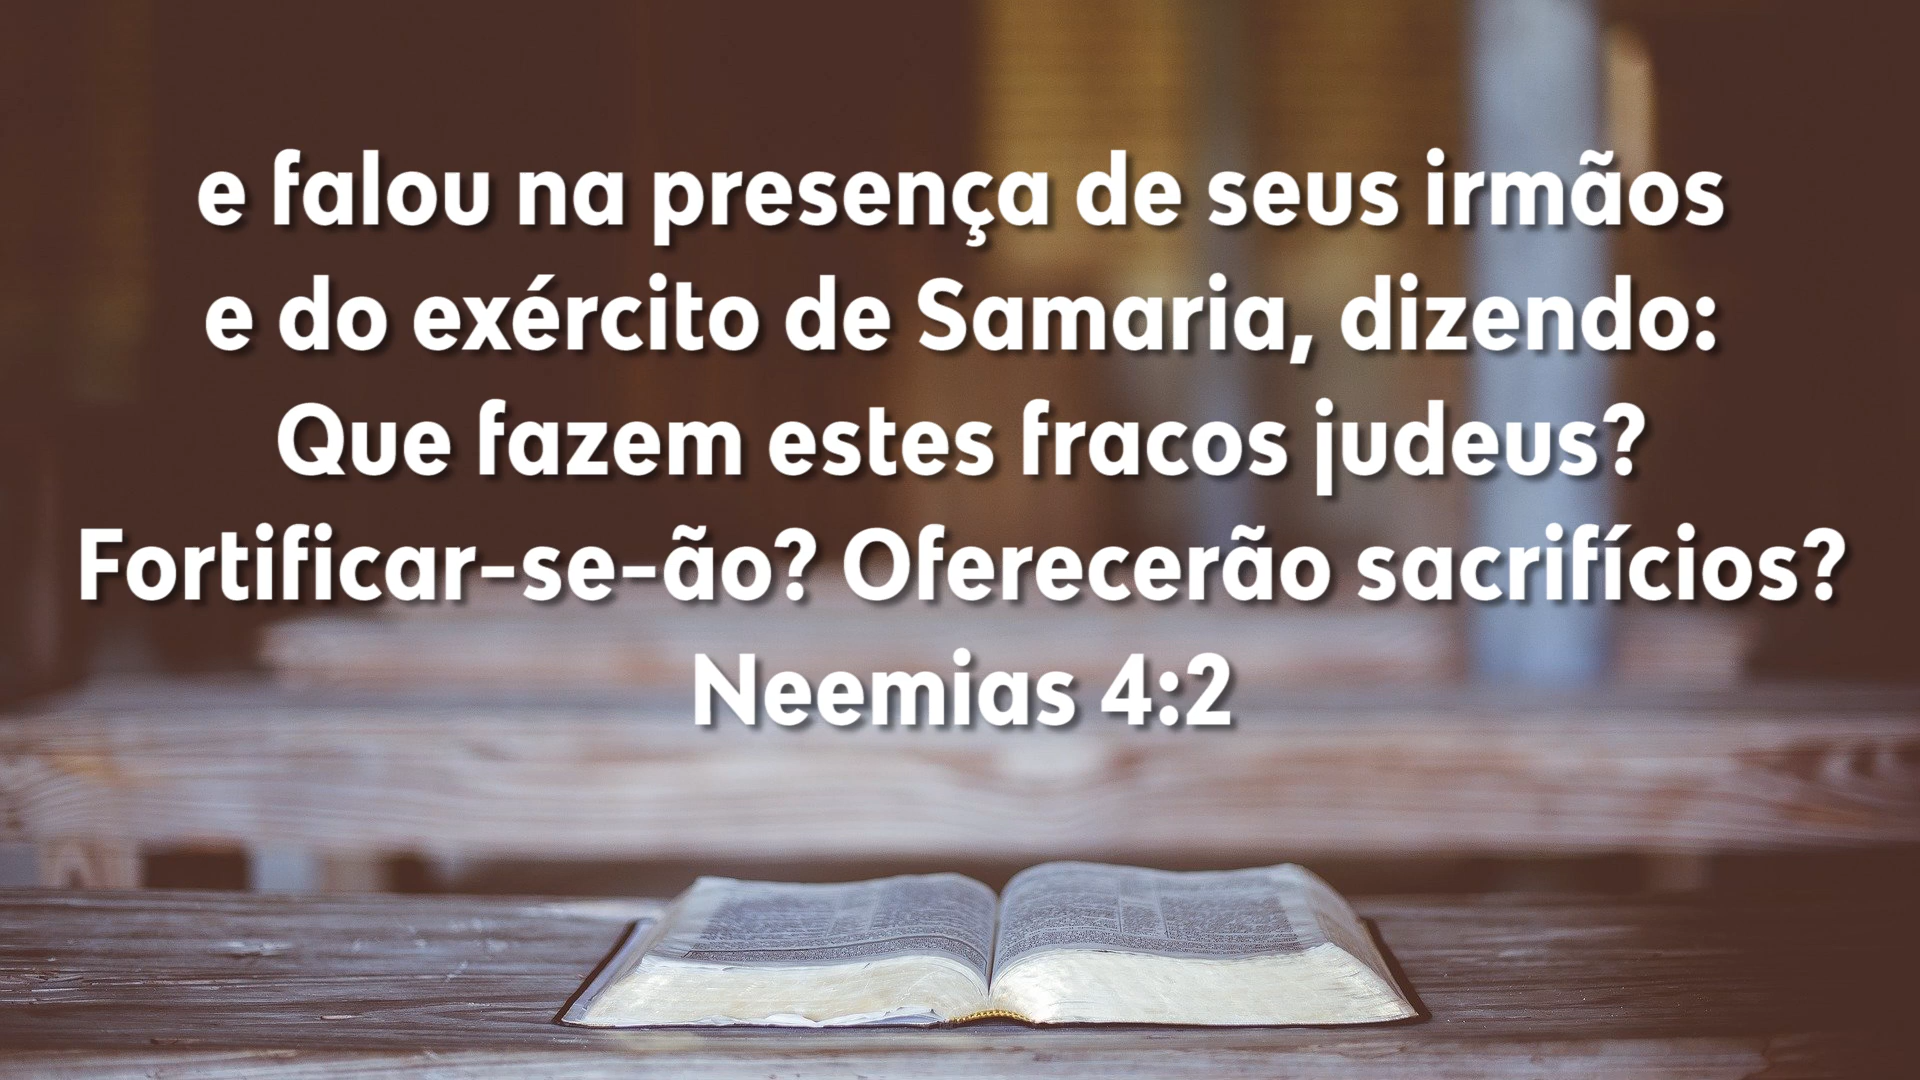 e falou na presença de seus irmãos
e do exército de Samaria, dizendo:
Que fazem estes fracos judeus?
Fortificar-se-ão? Oferecerão sacrifícios?
Neemias 4:2